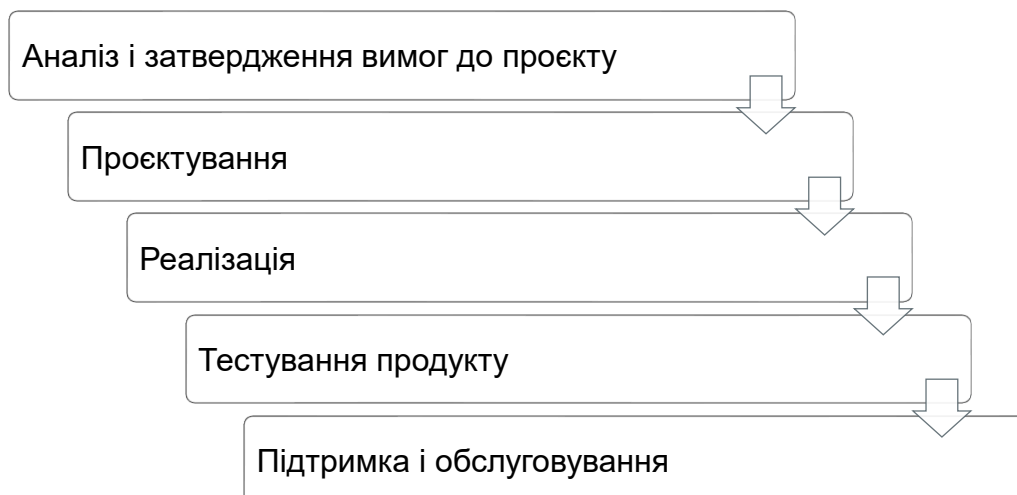 Аналіз і затвердження вимог до проєкту
Проєктування
Реалізація
Тестування продукту
Підтримка і обслуговування